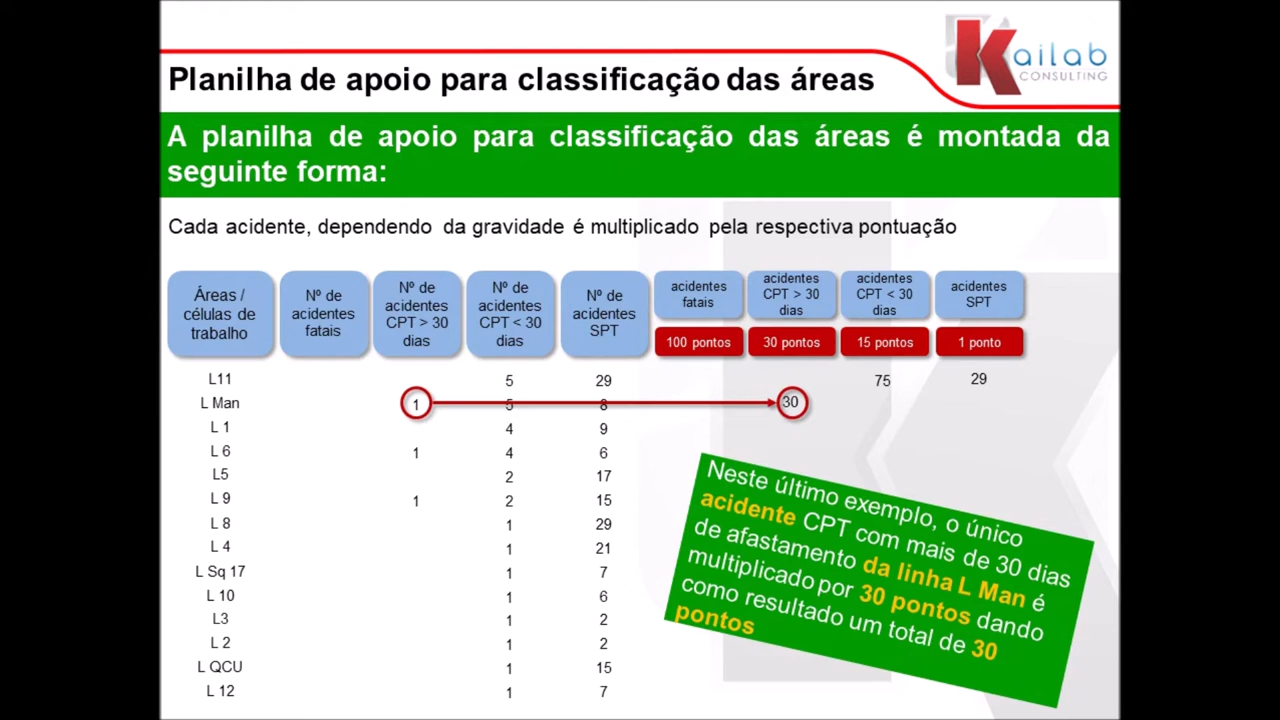 Kailab
CONSULTING
Planilha de apoio para classificação das áreas
A planilha de apoio para classificação das áreas é montada da
seguinte forma:
Cada acidente, dependendo da gravidade é multiplicado pela respectiva pontuação
Áreas /
células de
trabalho
Nº de
acidentes
fatais
Nº de
acidentes
CPT > 30
dias
Nº de
acidentes
CPT < 30
dias
Nº de
acidentes
SPT
acidentes
fatais
acidentes
CPT > 30
dias
acidentes
CPT < 30
dias
acidentes
SPT
100 pontos
30 pontos
15 pontos
1 ponto
L11 5 29 75 29
L Man 1 5 8 30
L 1 4 9
L 6 1 4 6
L5 2 17
L 9 1 2 15
L 8 1 29
L 4 1 21
L Sq 17 1 7
L 10 1 6
L3 1 2
L 2 1 2
L QCU 1 15
L 12 1 7
Neste último exemplo, o único
acidente CPT com mais de 30 dias
de afastamento da linha L Man é
multiplicado por 30 pontos dando
como resultado um total de 30
pontos